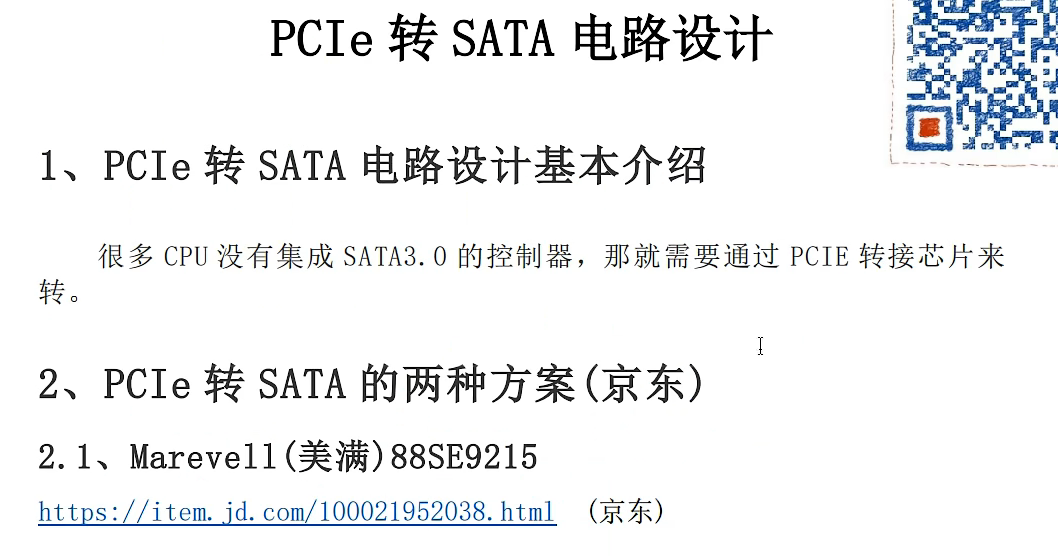 PCIe 转 SATA 电路设计
1、PCIe 转 SATA 电路设计基本介绍
很多 CPU 没有集成 SATA3.0 的控制器，那就需要通过 PCIE 转接芯片来
转。
2、PCIe 转 SATA 的两种方案(京东)
2.1、Marevell(美满)88SE9215
https://item.jd.com/100021952038.html (京东)